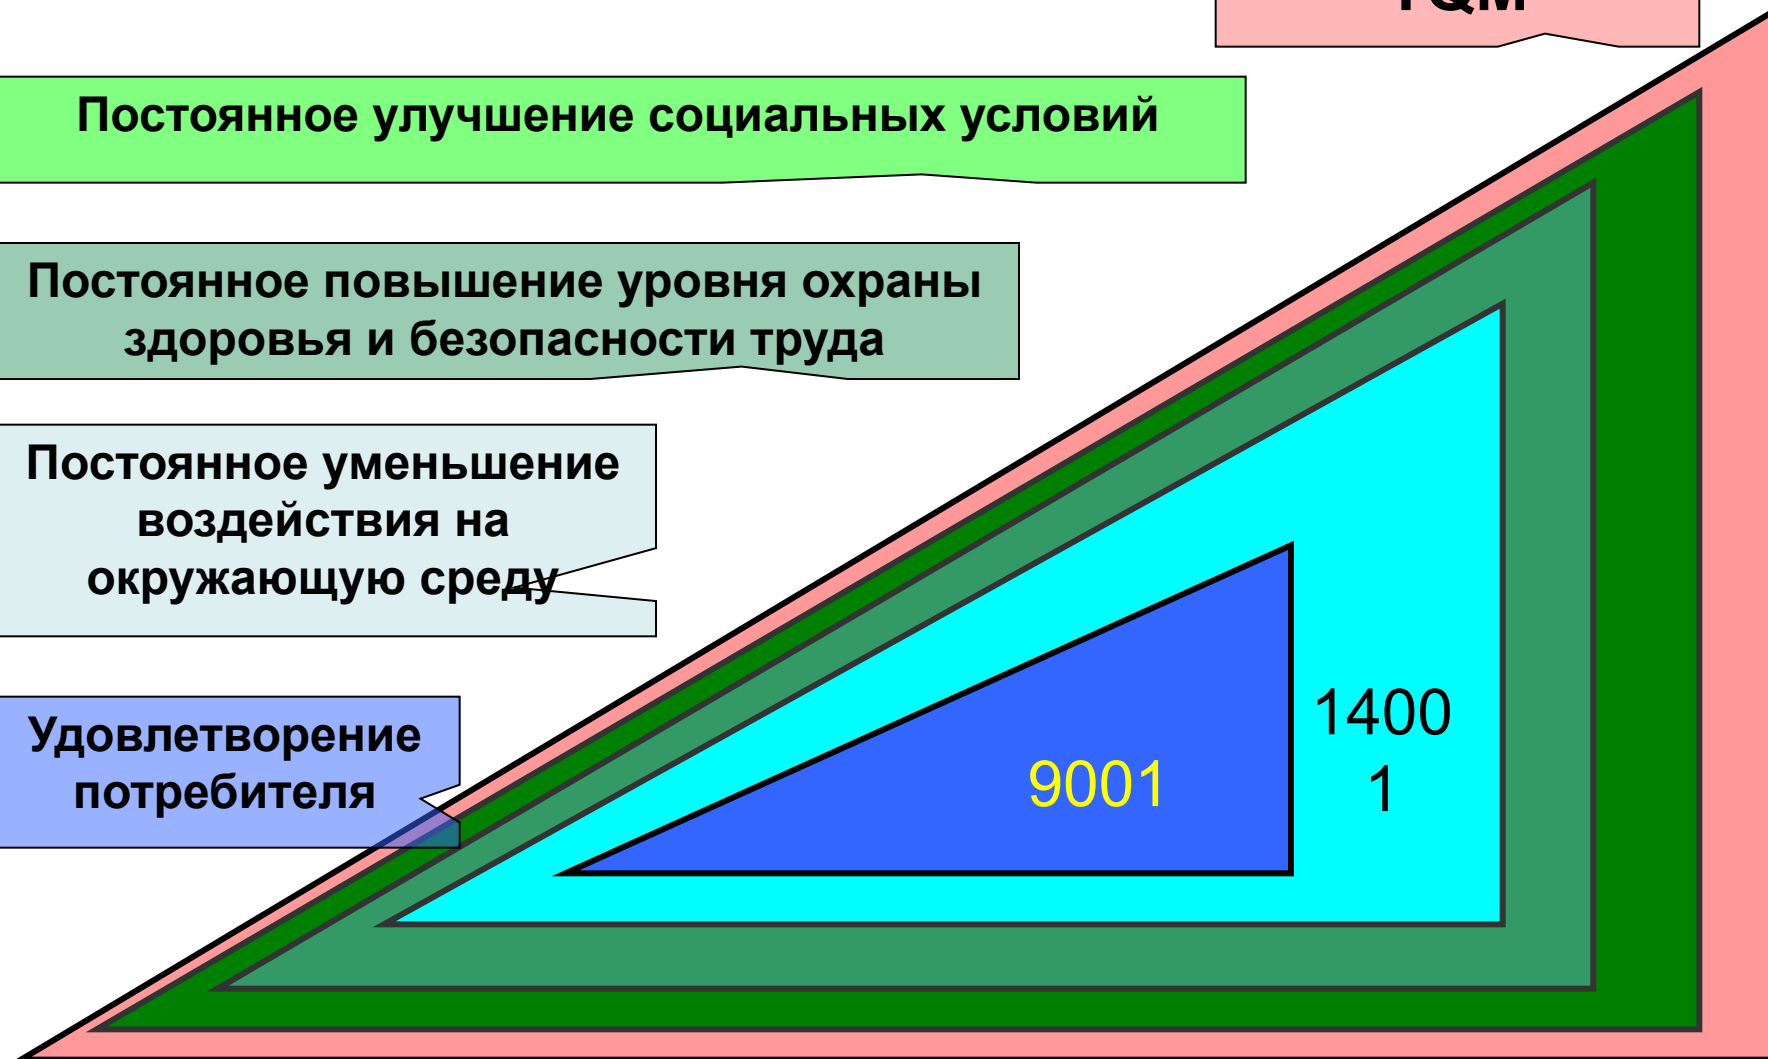 TQM
Постоянное улучшение социальных условий
Постоянное повышение уровня охраны
здоровья и безопасности труда
Постоянное уменьшение
воздействия на
окружающую среду
Удовлетворение
потребителя
1400
1
9001